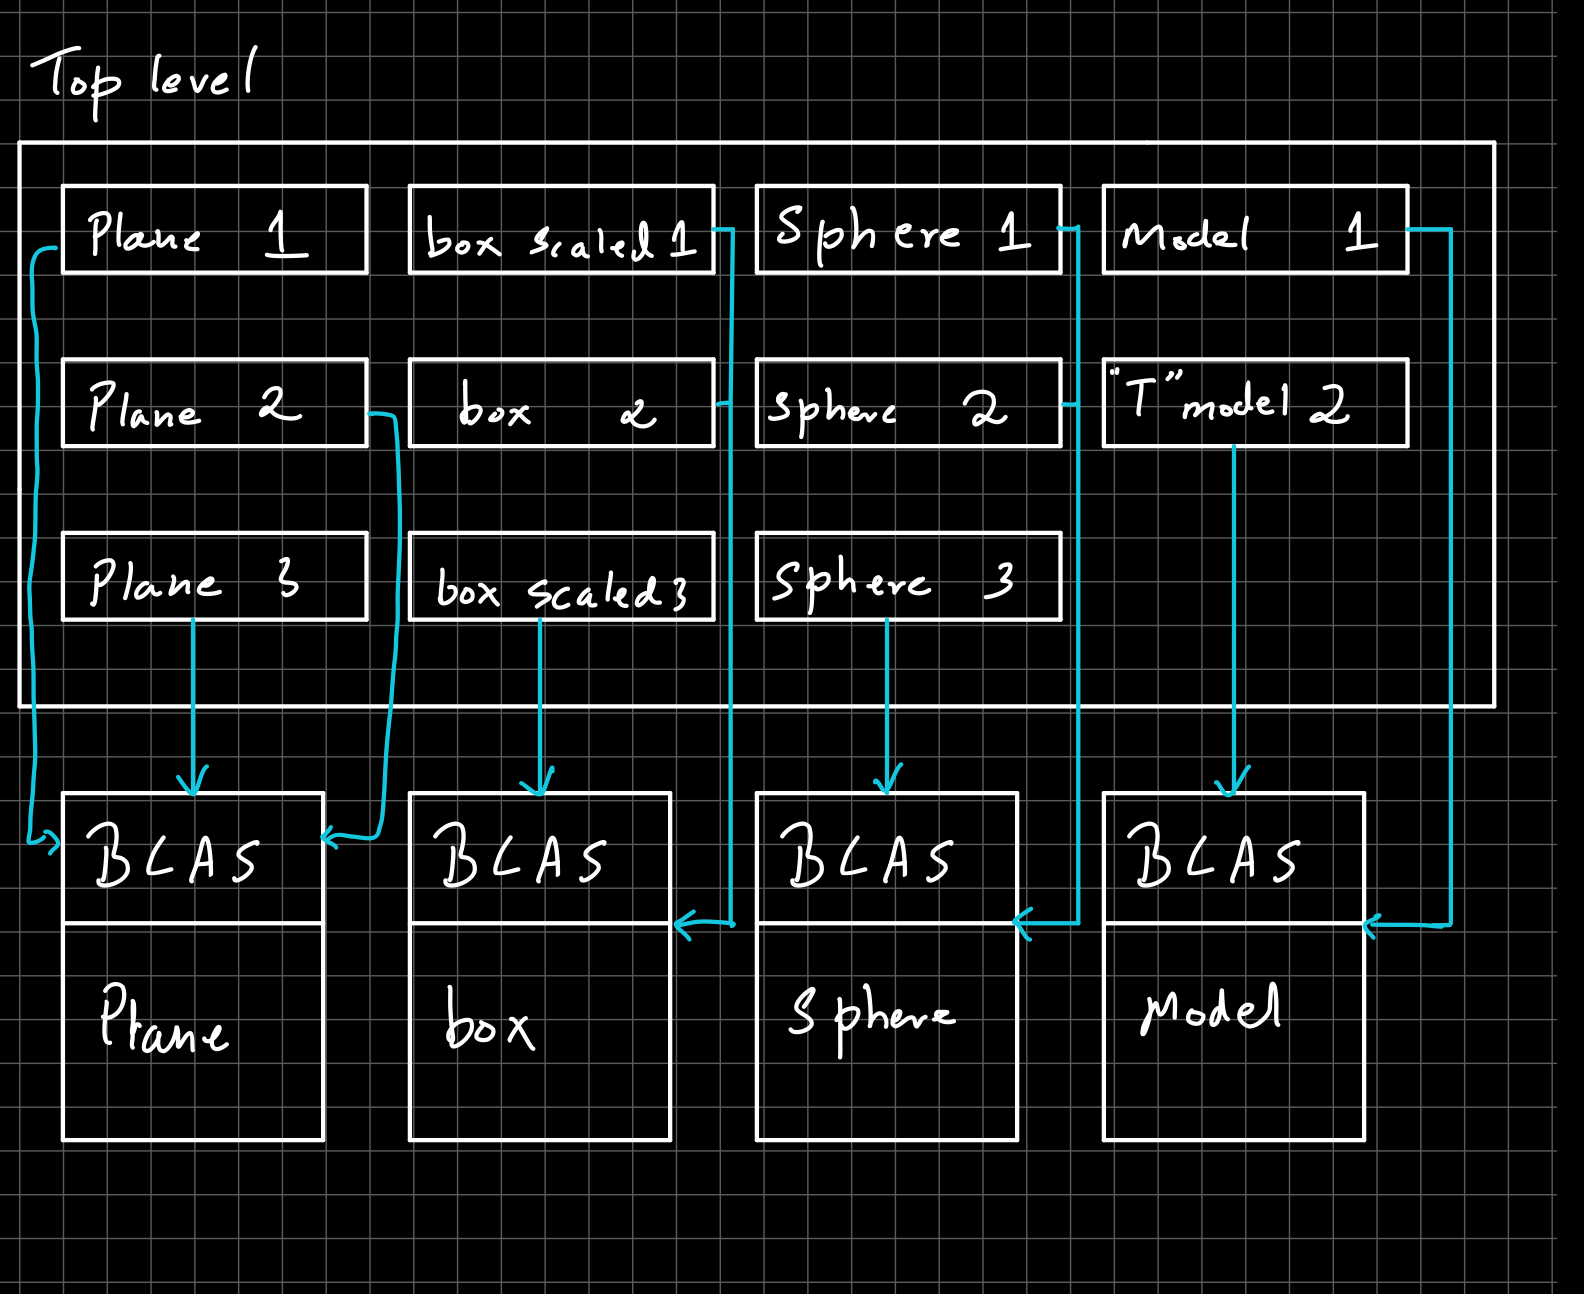 Top level
Plane 1
box scaled 1
Sphere 1
Model 1
Plane 2
box 2
Sphere 2
"T" model 2
Plane 3
box scaled 3
Sphere 3
BLAS
BLAS
BLAS
BLAS
Plane
box
Sphere
Model